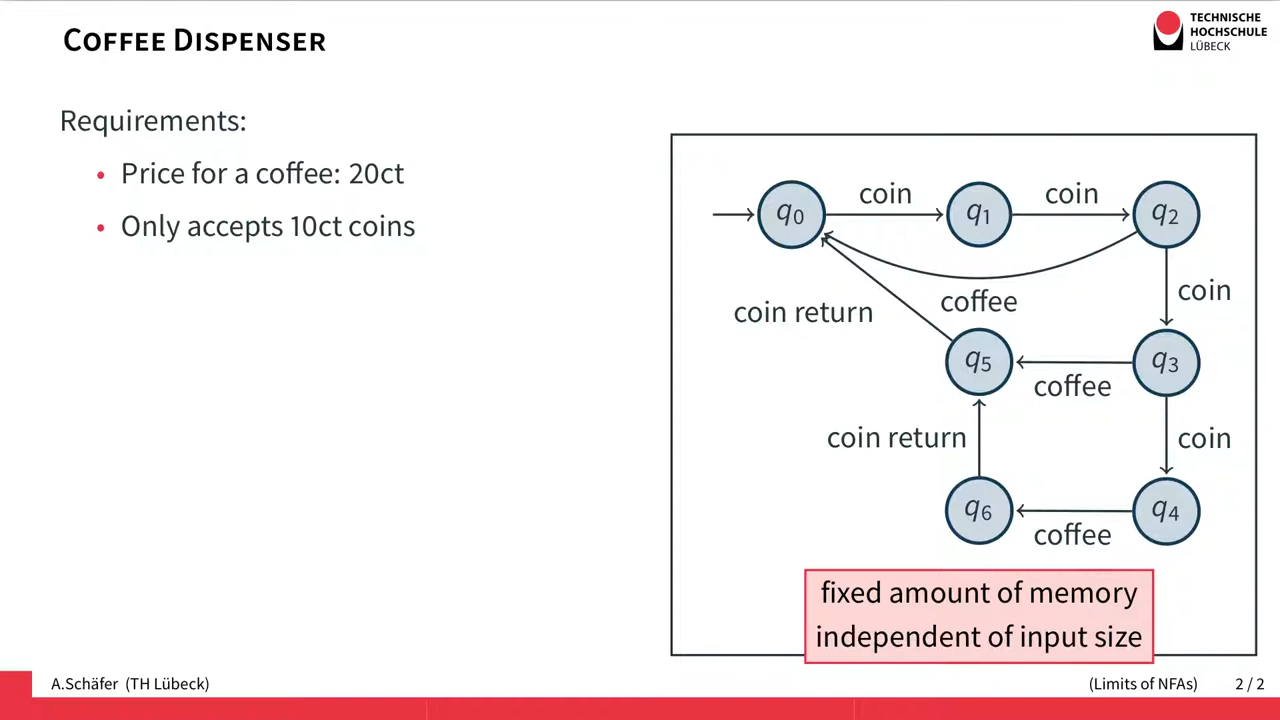 COFFEE DISPENSER
TECHNISCHE
HOCHSCHULE
LÜBECK
Requirements:
• Price for a coffee: 20ct
• Only accepts 10ct coins
q0
coin
q1
coin
q2
coffee
coin
coin return
q5
coffee
q3
coin return
coin
q6
coffee
q4
fixed amount of memory
independent of input size
A.Schäfer (TH Lübeck)
(Limits of NFAs)
2 / 2